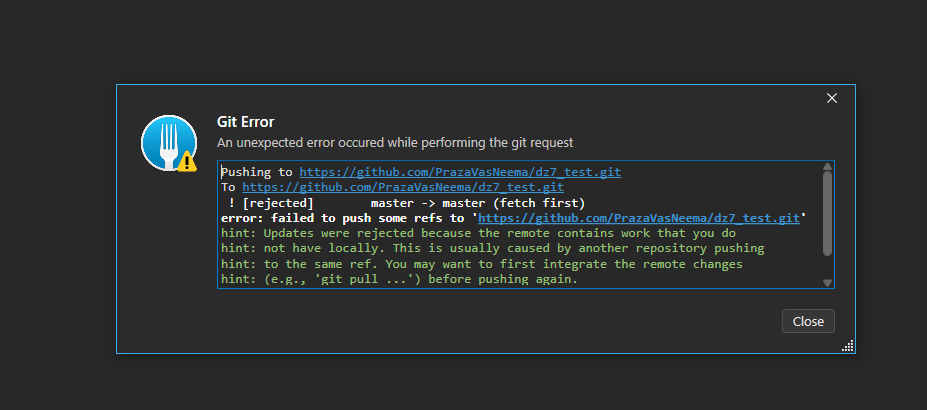 Git Error
An unexpected error occured while performing the git request
Pushing to https://github.com/PrazaVasNeema/dz7_test.git
To https://github.com/PrazaVasNeema/dz7_test.git
! [rejected]        master -> master (fetch first)
error: failed to push some refs to 'https://github.com/PrazaVasNeema/dz7_test.git'
hint: Updates were rejected because the remote contains work that you do
hint: not have locally. This is usually caused by another repository pushing
hint: to the same ref. You may want to first integrate the remote changes
hint: (e.g., 'git pull ...') before pushing again.
Close